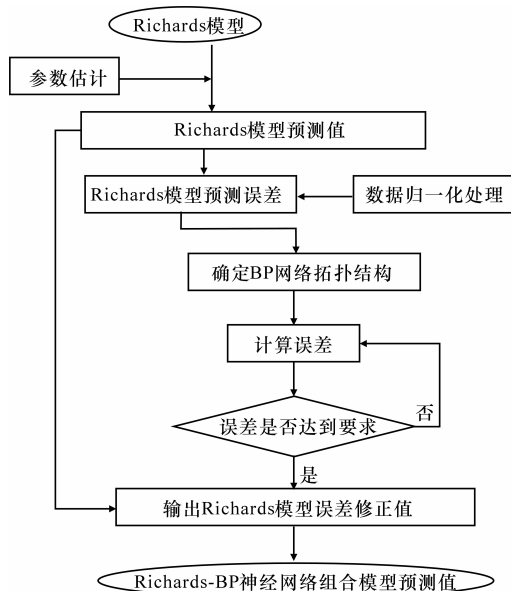 Richards模型
参数估计
Richards模型预测值
Richards模型预测误差
数据归一化处理
确定BP网络拓扑结构
计算误差
否
误差是否达到要求
是
输出Richards模型误差修正值
Richards-BP神经网络组合模型预测值